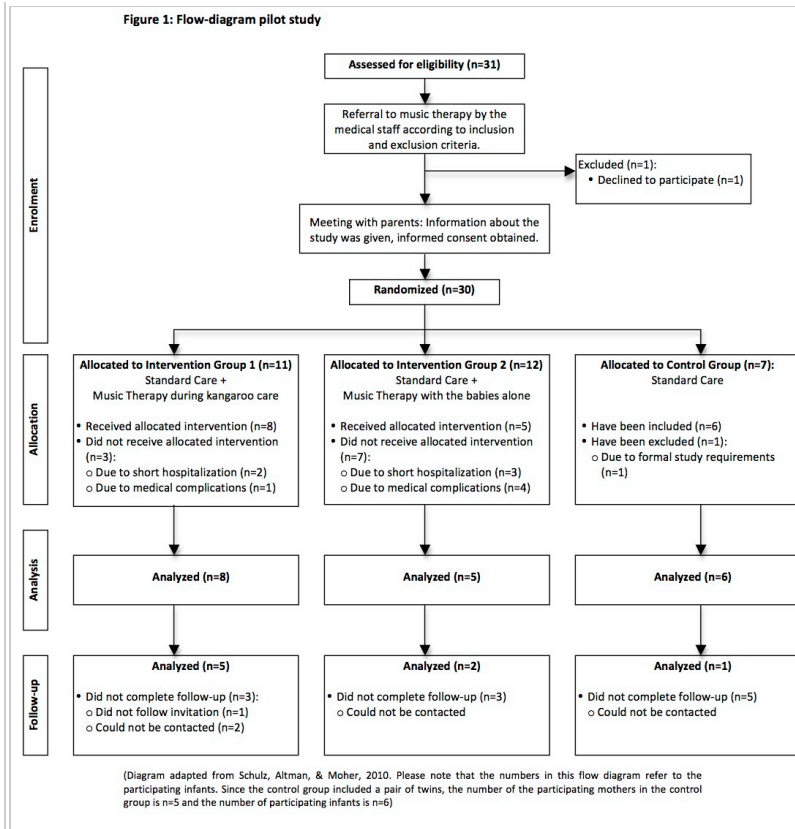 Figure 1: Flow-diagram pilot study
Enrolment
Assessed for eligibility (n=31)
Referral to music therapy by the
medical staff according to inclusion
and exclusion criteria.
Excluded (n=1):
• Declined to participate (n=1)
Meeting with parents: Information about the
study was given, informed consent obtained.
Randomized (n=30)
Allocation
Allocated to Intervention Group 1 (n=11)
Standard Care +
Music Therapy during kangaroo care
• Received allocated intervention (n=8)
• Did not receive allocated intervention
(n=3):
o Due to short hospitalization (n=2)
o Due to medical complications (n=1)
Allocated to Intervention Group 2 (n=12)
Standard Care +
Music Therapy with the babies alone
• Received allocated intervention (n=5)
• Did not receive allocated intervention
(n=7):
o Due to short hospitalization (n=3)
o Due to medical complications (n=4)
Allocated to Control Group (n=7):
Standard Care
• Have been included (n=6)
• Have been excluded (n=1):
o Due to formal study requirements
(n=1)
Analysis
Analyzed (n=8)
Analyzed (n=5)
Analyzed (n=6)
Follow-up
Analyzed (n=5)
• Did not complete follow-up (n=3):
o Did not follow invitation (n=1)
o Could not be contacted (n=2)
Analyzed (n=2)
• Did not complete follow-up (n=3)
o Could not be contacted
Analyzed (n=1)
• Did not complete follow-up (n=5)
o Could not be contacted
(Diagram adapted from Schulz, Altman, & Moher, 2010. Please note that the numbers in this flow diagram refer to the
participating infants. Since the control group included a pair of twins, the number of the participating mothers in the control
group is n=5 and the number of participating infants is n=6)